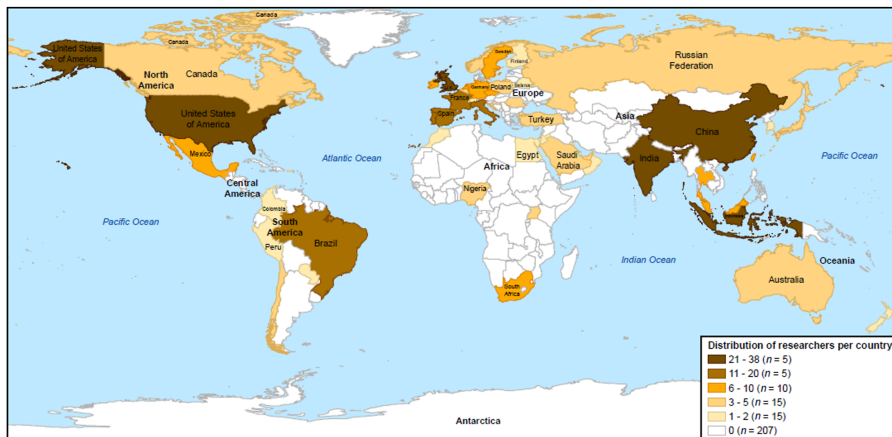 Canada
Canada
United States
of America
Canada
North
America
United States
of America
Mexico
Central
America
Atlantic Ocean
Pacific Ocean
Colombia
South
America
Brazil
Peru
Sweden
Finland
Germany
Poland
Belarus
France
Europe
Spain
Turkey
Russian
Federation
Asia
China
India
Pacific Ocean
Egypt
Saudi
Arabia
Africa
Nigeria
Indian Ocean
Oceania
Australia
South
Africa
Antarctica
Distribution of researchers per country
21 - 38 (n = 5)
11 - 20 (n = 5)
6 - 10 (n = 10)
3 - 5 (n = 15)
1 - 2 (n = 15)
0 (n = 207)